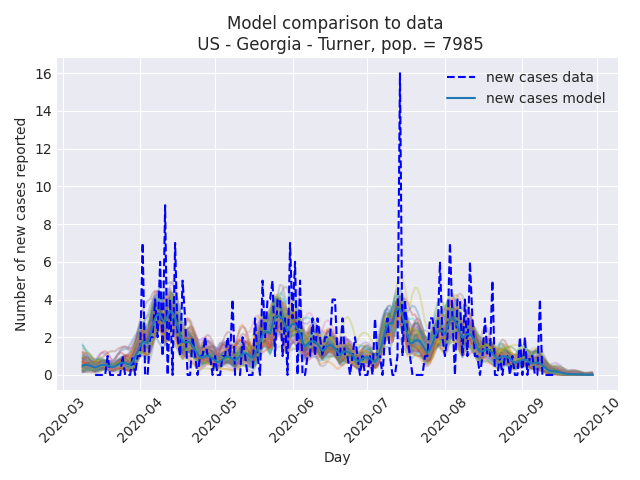 Model comparison to data
US - Georgia - Turner, pop. = 7985
new cases data
new cases model
Number of new cases reported
16
14
12
10
8
6
4
2
0
2020-03
2020-04
2020-05
2020-06
2020-07
2020-08
2020-09
2020-10
Day